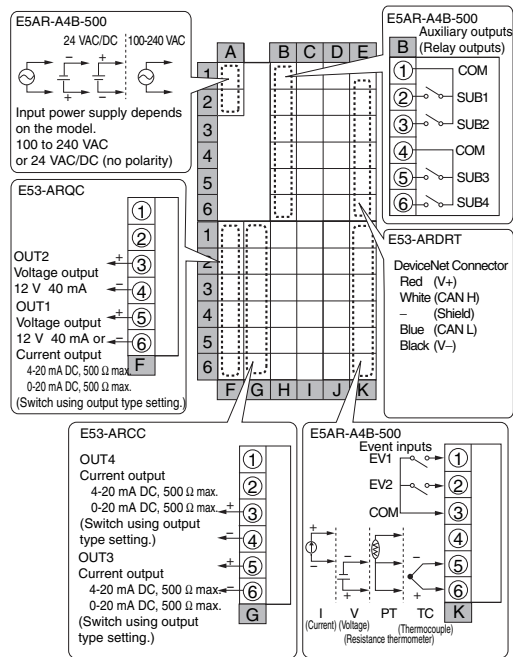 E5AR-A4B-500
24 VAC/DC
100-240 VAC
Input power supply depends
on the model.
100 to 240 VAC
or 24 VAC/DC (no polarity)
E53-ARQC
1
2
3
4
5
6
F
OUT2
Voltage output
12 V 40 mA
OUT1
Voltage output
12 V 40 mA or
Current output
4-20 mA DC, 500 Ω max.
0-20 mA DC, 500 Ω max.
(Switch using output type setting.)
A B C D E
1
2
3
4
5
6
1
2
3
4
5
6
F G H I J K
E5AR-A4B-500
Auxiliary outputs
(Relay outputs)
B
1 COM
2 SUB1
3 SUB2
4 COM
5 SUB3
6 SUB4
E53-ARDRT
DeviceNet Connector
Red (V+)
White (CAN H)
– (Shield)
Blue (CAN L)
Black (V–)
E53-ARCC
OUT4
Current output
4-20 mA DC, 500 Ω max.
0-20 mA DC, 500 Ω max.
(Switch using output
type setting.)
OUT3
Current output
4-20 mA DC, 500 Ω max.
0-20 mA DC, 500 Ω max.
(Switch using output
type setting.)
1
2
3
4
5
6
G
E5AR-A4B-500
Event inputs
EV1
EV2
COM
1
2
3
4
5
6
K
I V PT TC
(Current) (Voltage)
(Thermocouple)
(Resistance thermometer)